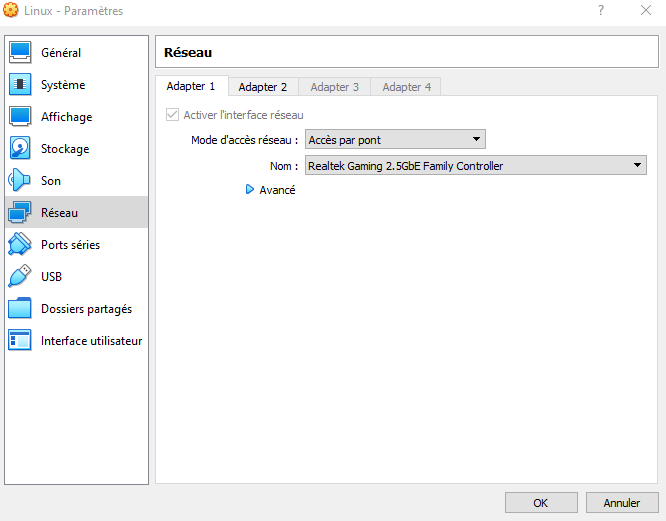 Linux - Paramètres
?
Général
Système
Affichage
Stockage
Son
Réseau
Ports séries
USB
Dossiers partagés
Interface utilisateur
Réseau
Adapter 1 Adapter 2 Adapter 3 Adapter 4
Activer l'interface réseau
Mode d'accès réseau : Accès par pont
Nom : Realtek Gaming 2.5GbE Family Controller
Avancé
OK Annuler